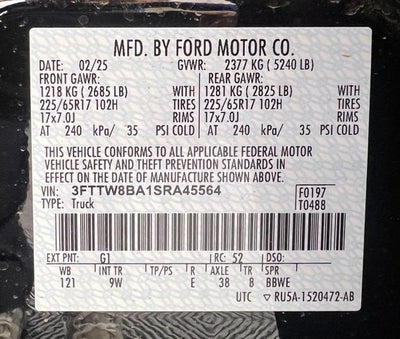 MFD. BY FORD MOTOR CO.
DATE: 02/25 GVWR: 2377 KG ( 5240 LB)
FRONT GAWR: REAR GAWR:
1218 KG ( 2685 LB) WITH 1281 KG ( 2825 LB) WITH
225/65R17 102H TIRES 225/65R17 102H TIRES
17x7.0J RIMS 17x7.0J RIMS
AT 240 kPa/ 35 PSI COLD AT 240 kPa/ 35 PSI COLD
THIS VEHICLE CONFORMS TO ALL APPLICABLE FEDERAL MOTOR
VEHICLE SAFETY AND THEFT PREVENTION STANDARDS IN
EFFECT ON THE DATE OF MANUFACTURE SHOWN ABOVE.
VIN: 3FTTW8BA1SRA45564 F0197
TYPE: Truck T0488
EXT PNT: G1 RC: 52 DSO:
WB INT TR TP/PS R AXLE TR SPR
121 9W E 38 8 BBWE
UTC RU5A-1520472-AB